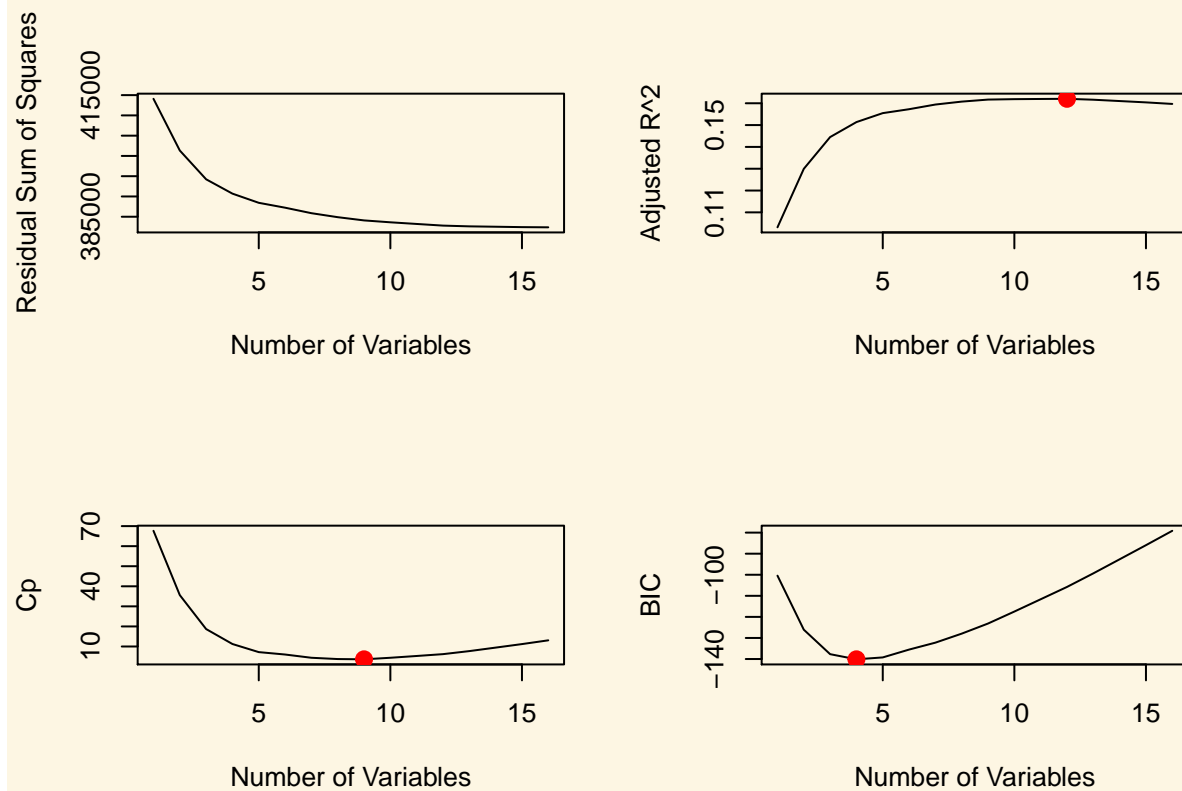 Residual Sum of Squares
385000 415000
5 10 15
Number of Variables
Adjusted R^2
0.11 0.15
5 10 15
Number of Variables
Cp
10 40 70
5 10 15
Number of Variables
BIC
−140 −100
5 10 15
Number of Variables